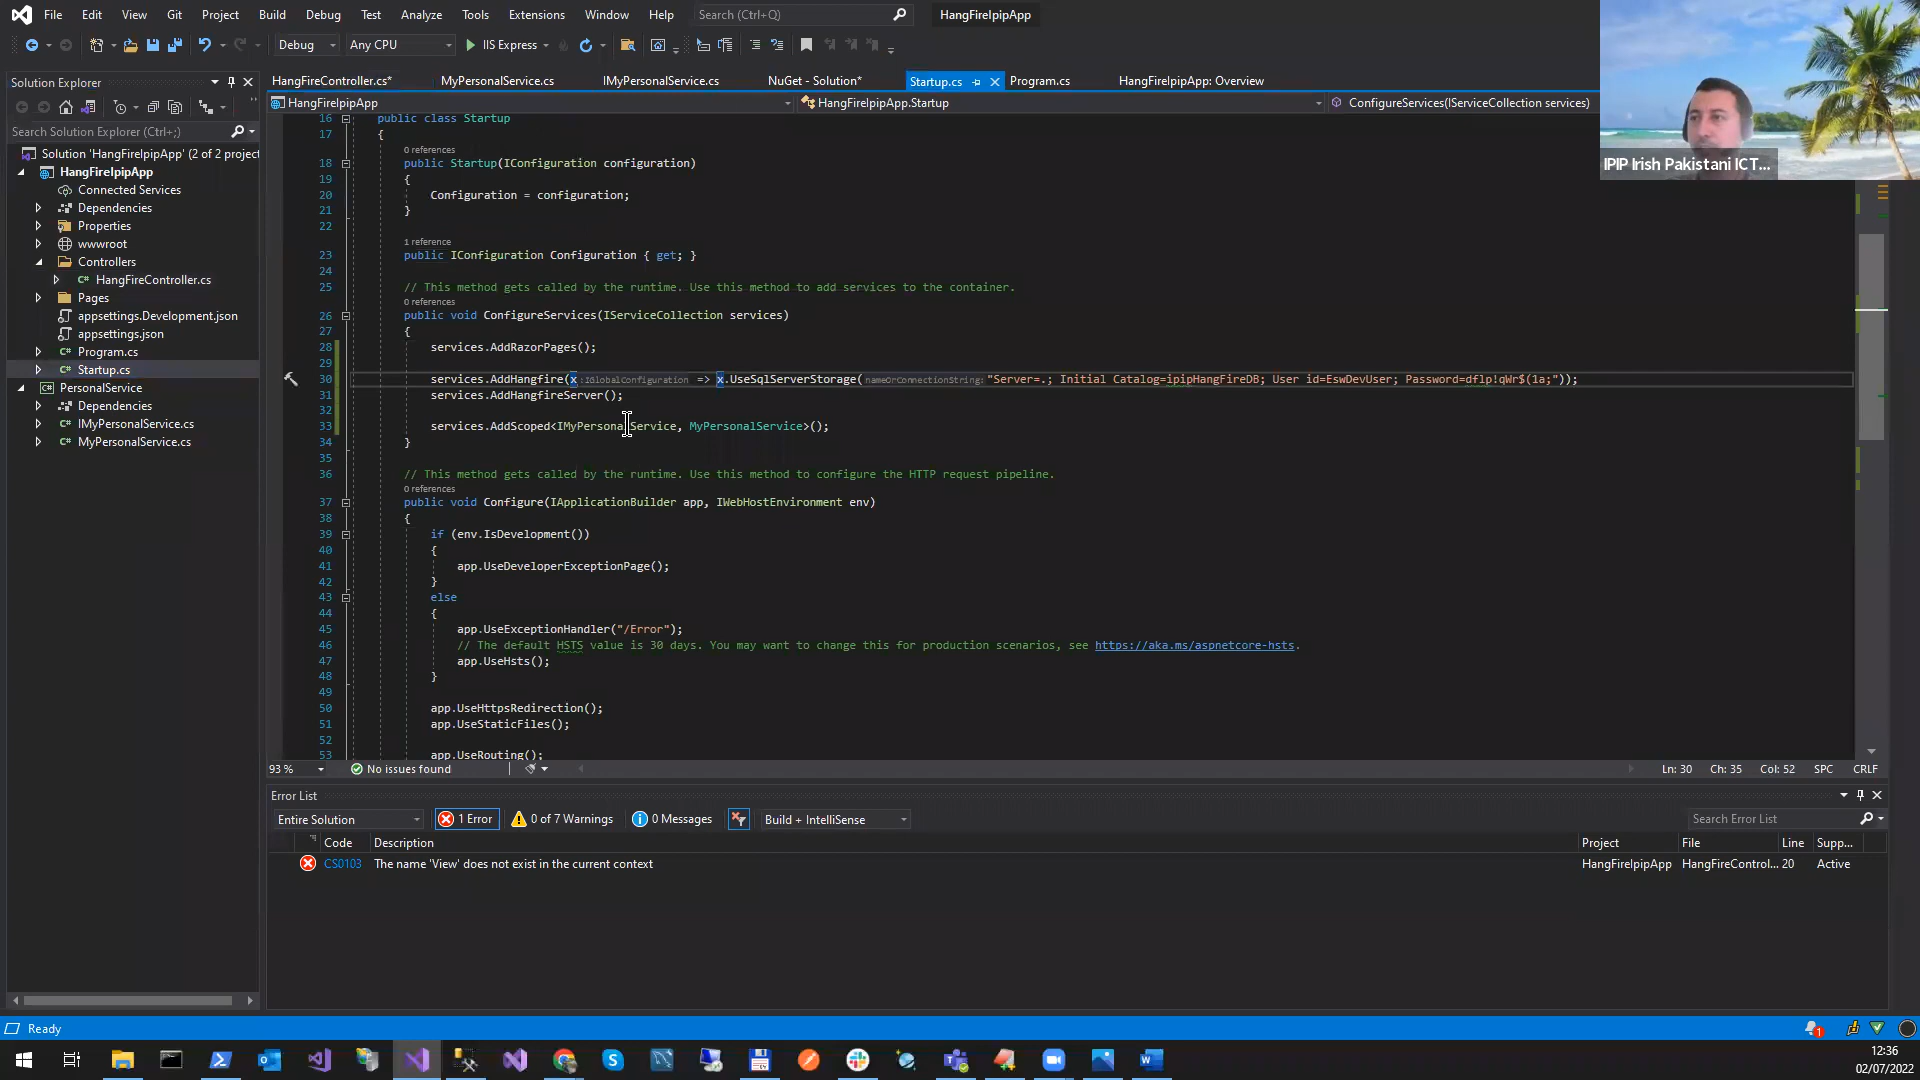 File Edit View Git Project Build Debug Test Analyze Tools Extensions Window Help Search (Ctrl+Q) HangFireIpipApp
Debug Any CPU IIS Express
Solution Explorer
Search Solution Explorer (Ctrl+;)
Solution 'HangFireIpipApp' (2 of 2 project
HangFireIpipApp
Connected Services
Dependencies
Properties
wwwroot
Controllers
C# HangFireController.cs
Pages
appsettings.Development.json
appsettings.json
C# Program.cs
C# Startup.cs
C# PersonalService
Dependencies
C# IMyPersonalService.cs
C# MyPersonalService.cs
HangFireController.cs* MyPersonalService.cs IMyPersonalService.cs NuGet - Solution* Startup.cs Program.cs HangFireIpipApp: Overview
HangFireIpipApp HangFireIpipApp.Startup ConfigureServices(IServiceCollection services)
16 public class Startup
17 {
0 references
18 public Startup(IConfiguration configuration)
19 {
20 Configuration = configuration;
21 }
22
1 reference
23 public IConfiguration Configuration { get; }
24
25 // This method gets called by the runtime. Use this method to add services to the container.
0 references
26 public void ConfigureServices(IServiceCollection services)
27 {
28 services.AddRazorPages();
29
30 services.AddHangfire(x :IGlobalConfiguration => x.UseSqlServerStorage(nameOrConnectionString: "Server=.; Initial Catalog=ipipHangFireDB; User id=EswDevUser; Password=dflp!qWr$(1a;"));
31 services.AddHangfireServer();
32
33 services.AddScoped<IMyPersonalService, MyPersonalService>();
34 }
35
36 // This method gets called by the runtime. Use this method to configure the HTTP request pipeline.
0 references
37 public void Configure(IApplicationBuilder app, IWebHostEnvironment env)
38 {
39 if (env.IsDevelopment())
40 {
41 app.UseDeveloperExceptionPage();
42 }
43 else
44 {
45 app.UseExceptionHandler("/Error");
46 // The default HSTS value is 30 days. You may want to change this for production scenarios, see https://aka.ms/aspnetcore-hsts.
47 app.UseHsts();
48 }
49
50 app.UseHttpsRedirection();
51 app.UseStaticFiles();
52
53 app.UseRouting();
93 % No issues found Ln: 30 Ch: 35 Col: 52 SPC CRLF
IPIP Irish Pakistani ICT...
Error List
Entire Solution 1 Error 0 of 7 Warnings 0 Messages Build + IntelliSense Search Error List
Code Description Project File Line Supp...
CS0103 The name 'View' does not exist in the current context HangFireIpipApp HangFireControl... 20 Active
Ready 1
12:36
02/07/2022